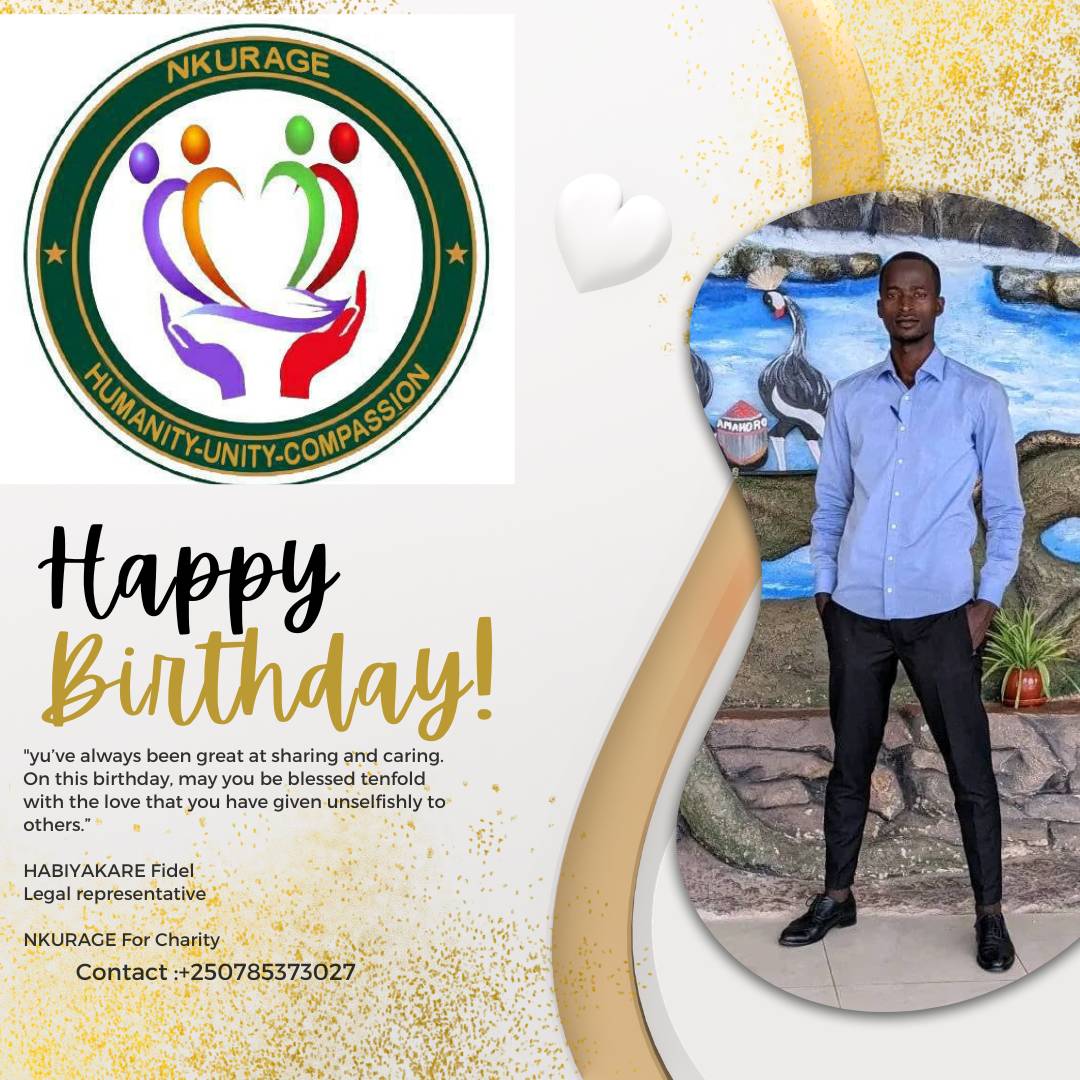 NKURAGE
HUMANITY-UNITY-COMPASSION
AMAHORO
Happy
Birthday!
"yu’ve always been great at sharing and caring.
On this birthday, may you be blessed tenfold
with the love that you have given unselfishly to
others.”
HABIYAKARE Fidel
Legal representative
NKURAGE For Charity
Contact :+250785373027